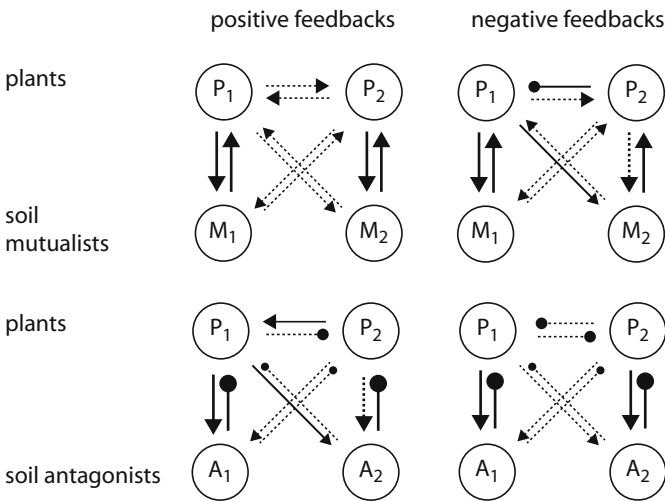 positive feedbacks negative feedbacks
plants P1 P2 P1 P2
soil
mutualists M1 M2 M1 M2
plants P1 P2 P1 P2
soil antagonists A1 A2 A1 A2